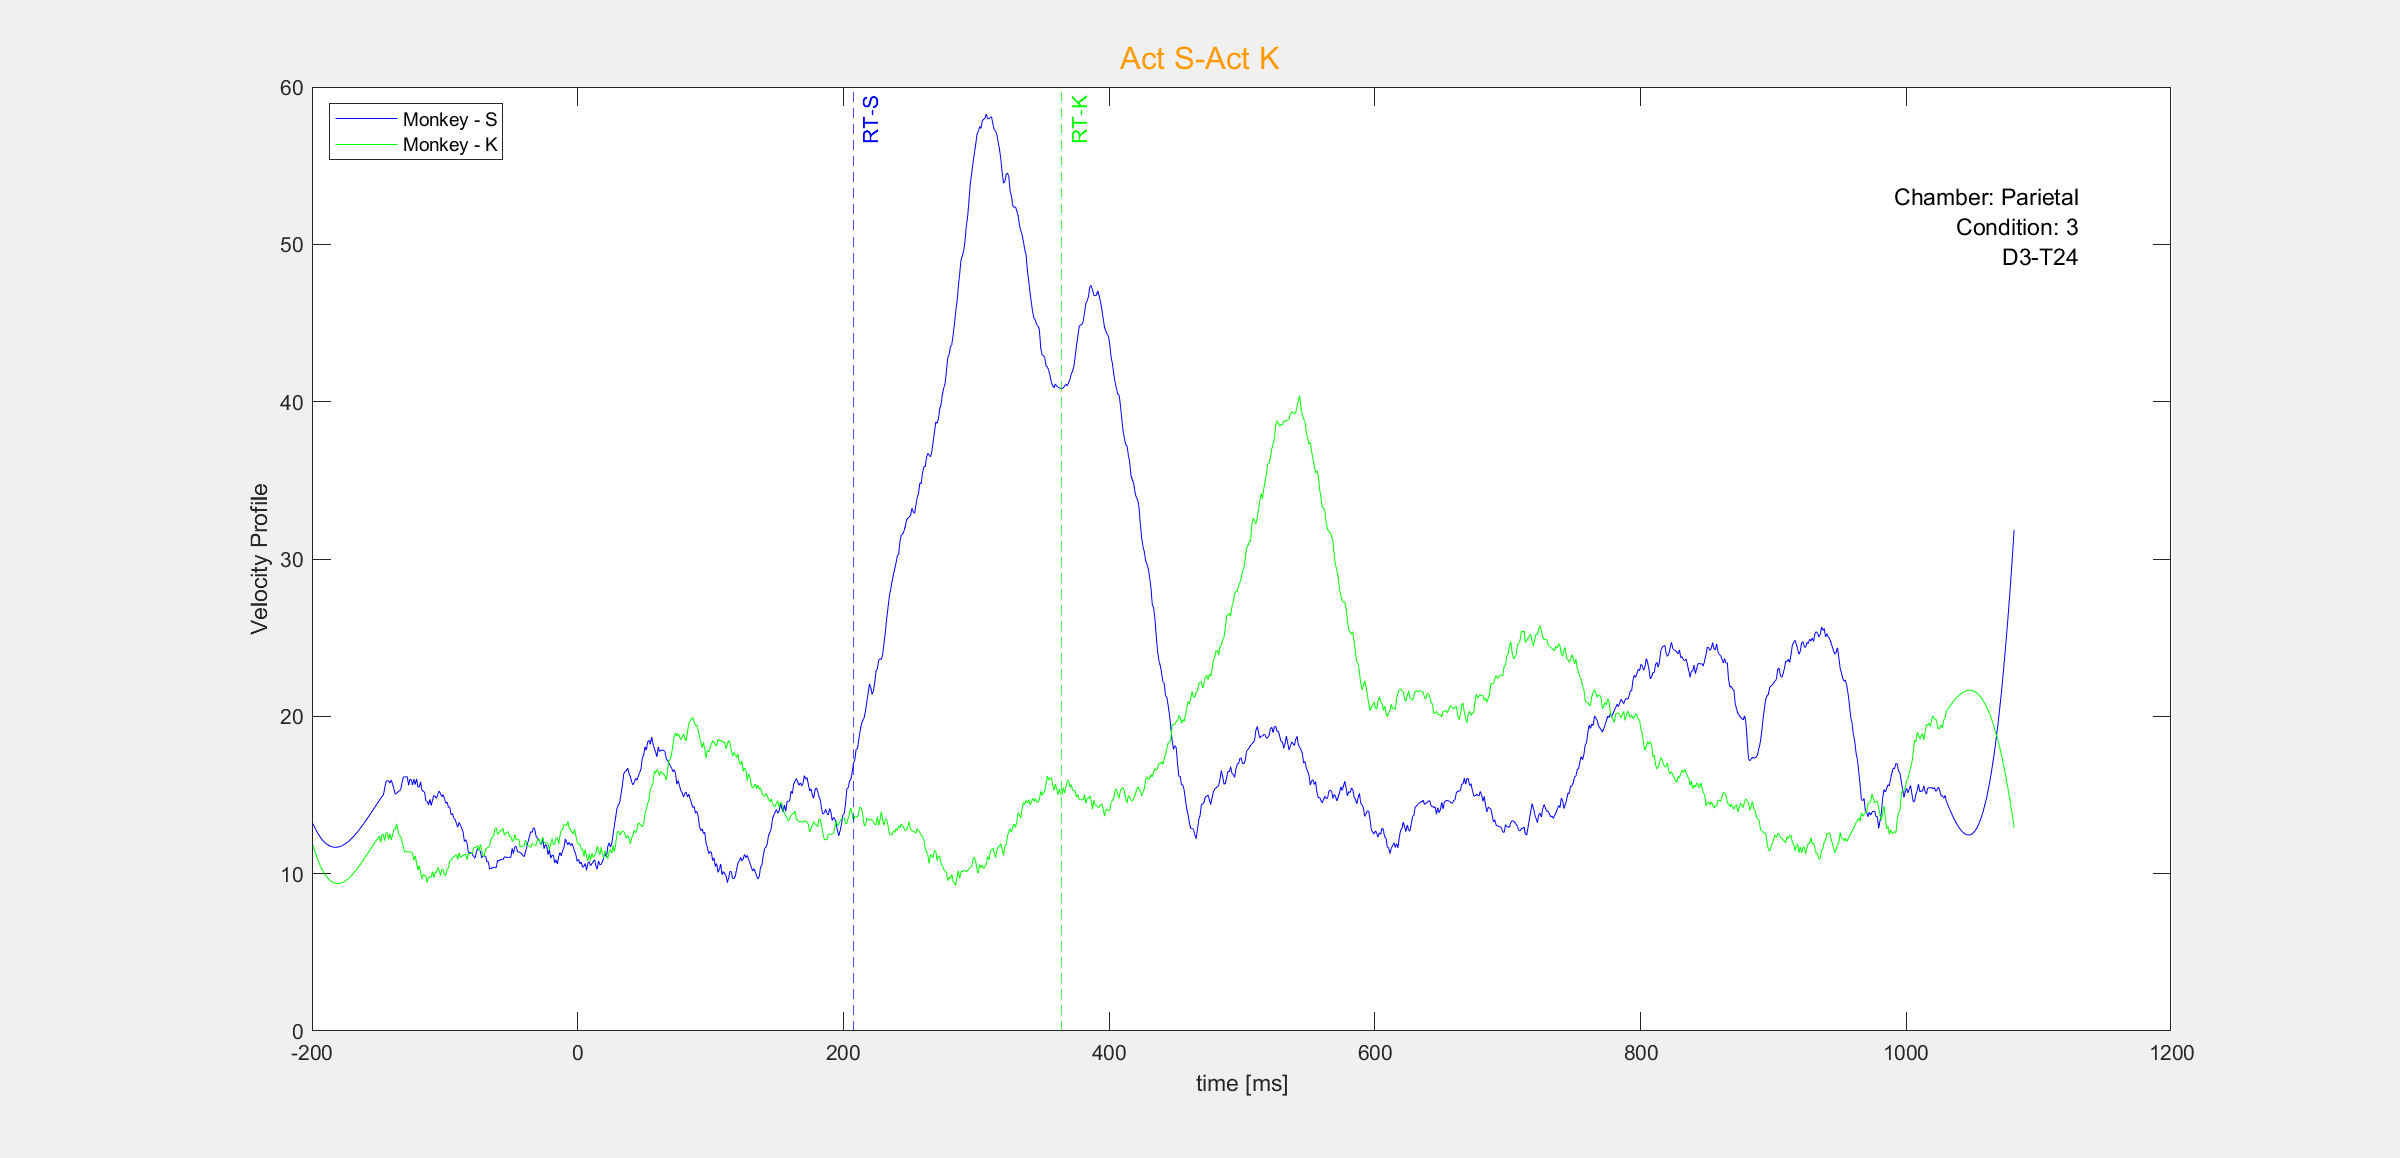 Act S-Act K
Monkey - S
Monkey - K
RT-S
RT-K
Chamber: Parietal
Condition: 3
D3-T24
Velocity Profile
60
50
40
30
20
10
0
-200 0 200 400 600 800 1000 1200
time [ms]